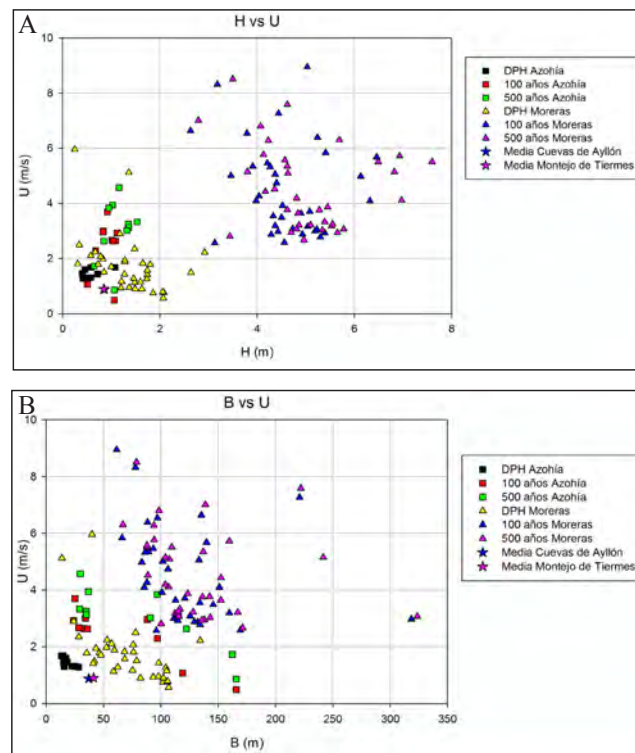 A
H vs U
10
8
6
4
2
0
U (m/s)
0 2 4 6 8
H (m)
DPH Azohía
100 años Azohía
500 años Azohía
DPH Moreras
100 años Moreras
500 años Moreras
Media Cuevas de Ayllón
Media Montejo de Tiermes
B
B vs U
10
8
6
4
2
0
U (m/s)
0 50 100 150 200 250 300 350
B (m)
DPH Azohía
100 años Azohía
500 años Azohía
DPH Moreras
100 años Moreras
500 años Moreras
Media Cuevas de Ayllón
Media Montejo de Tiermes